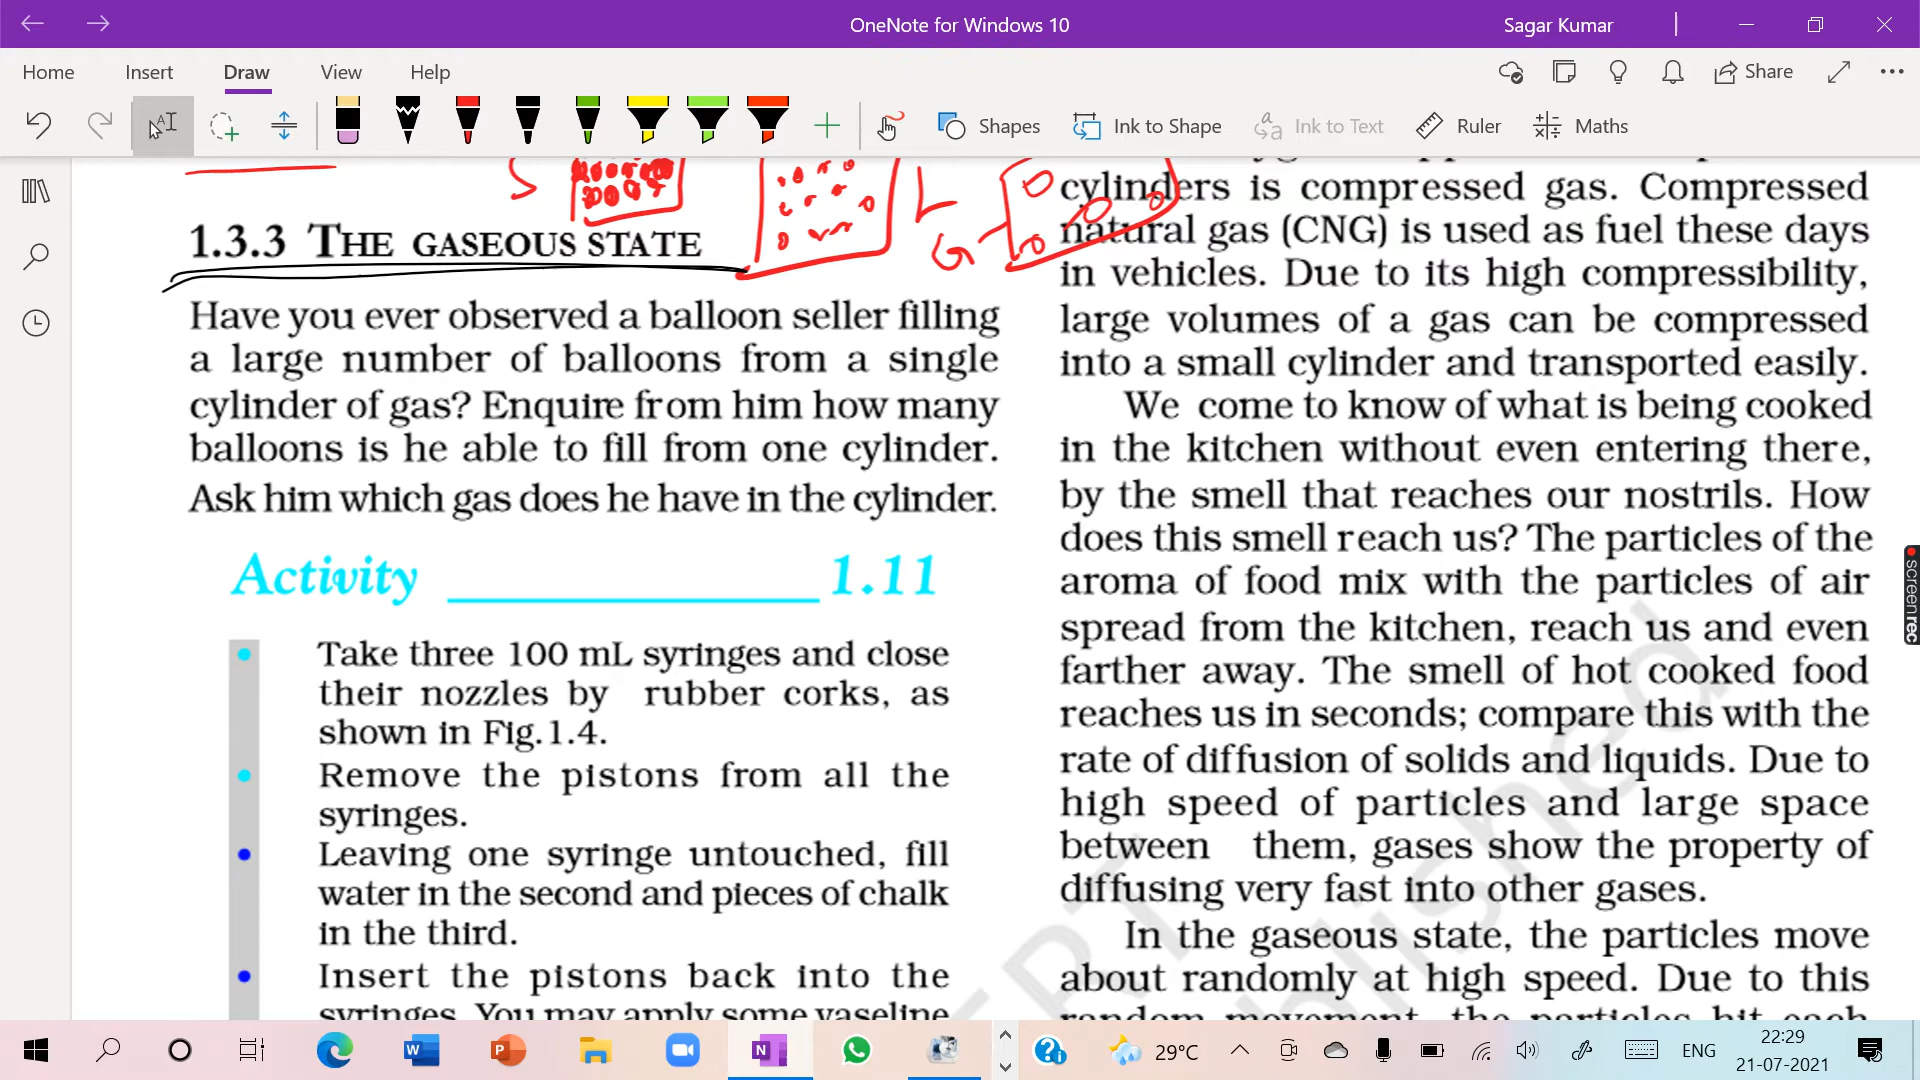 OneNote for Windows 10
Sagar Kumar
Home Insert Draw View Help
Share
Shapes Ink to Shape Ink to Text Ruler Maths
S
L
G
1.3.3 THE GASEOUS STATE
Have you ever observed a balloon seller filling
a large number of balloons from a single
cylinder of gas? Enquire from him how many
balloons is he able to fill from one cylinder.
Ask him which gas does he have in the cylinder.
Activity 1.11
Take three 100 mL syringes and close
their nozzles by rubber corks, as
shown in Fig.1.4.
Remove the pistons from all the
syringes.
Leaving one syringe untouched, fill
water in the second and pieces of chalk
in the third.
Insert the pistons back into the
syringes. You may apply some vaseline
cylinders is compressed gas. Compressed
natural gas (CNG) is used as fuel these days
in vehicles. Due to its high compressibility,
large volumes of a gas can be compressed
into a small cylinder and transported easily.
We come to know of what is being cooked
in the kitchen without even entering there,
by the smell that reaches our nostrils. How
does this smell reach us? The particles of the
aroma of food mix with the particles of air
spread from the kitchen, reach us and even
farther away. The smell of hot cooked food
reaches us in seconds; compare this with the
rate of diffusion of solids and liquids. Due to
high speed of particles and large space
between them, gases show the property of
diffusing very fast into other gases.
In the gaseous state, the particles move
about randomly at high speed. Due to this
random movement, the particles hit each
screenrec
29°C
ENG
22:29
21-07-2021